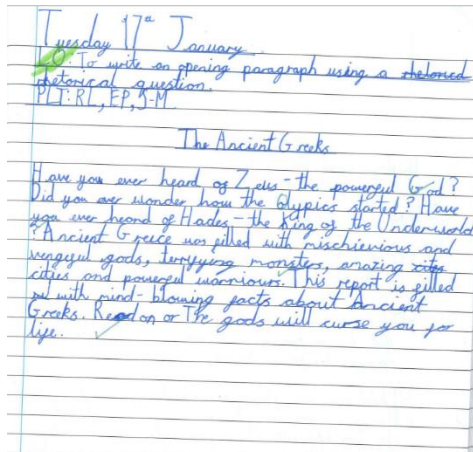 Tuesday 17th January
L.O. To write an opening paragraph using a rhetorical
rhetorical question.
PLT: RL, EP, S-M
The Ancient Greeks
Have you ever heard of Zeus - the powerful God?
Did you ever wonder how the Olypics started? Have
you ever heard of Hades - the King of the Underworld
? Ancient Greece was filled with mischievious and
vengeful gods, terrifying monsters, amazing cites
cities and powerful warriours. This report is filled
with mind-blowing facts about Ancient
Greeks. Read on or The gods will curse you for
life.